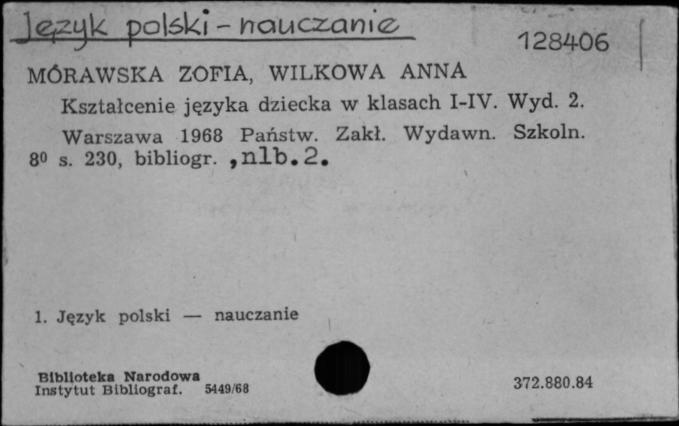 Język polski - nauczanie
128406
MÓRAWSKA ZOFIA, WILKOWA ANNA
Kształcenie języka dziecka w klasach I-IV. Wyd. 2.
Warszawa 1968 Państw. Zakł. Wydawn. Szkoln.
8⁰ s. 230, bibliogr. ,nlb.2.
1. Język polski — nauczanie
Biblioteka Narodowa
Instytut Bibliograf. 5449/68
372.880.84